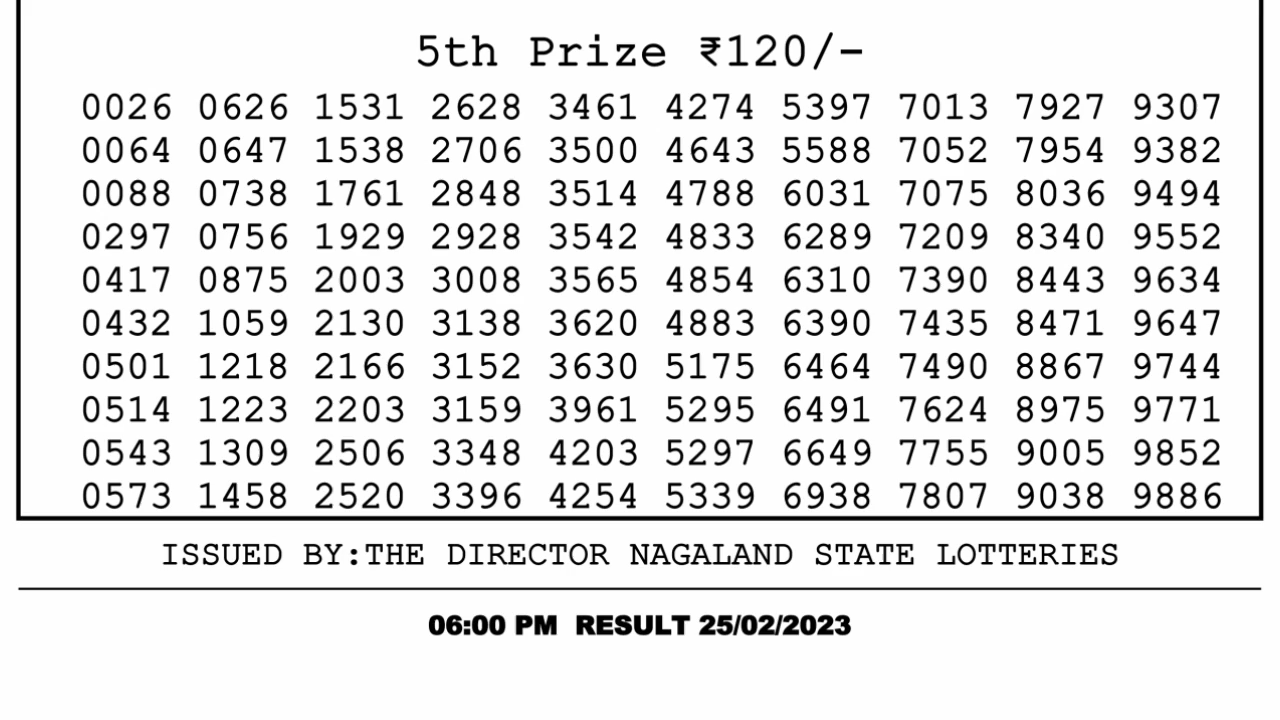 5th Prize ₹120/-
0026 0626 1531 2628 3461 4274 5397 7013 7927 9307
0064 0647 1538 2706 3500 4643 5588 7052 7954 9382
0088 0738 1761 2848 3514 4788 6031 7075 8036 9494
0297 0756 1929 2928 3542 4833 6289 7209 8340 9552
0417 0875 2003 3008 3565 4854 6310 7390 8443 9634
0432 1059 2130 3138 3620 4883 6390 7435 8471 9647
0501 1218 2166 3152 3630 5175 6464 7490 8867 9744
0514 1223 2203 3159 3961 5295 6491 7624 8975 9771
0543 1309 2506 3348 4203 5297 6649 7755 9005 9852
0573 1458 2520 3396 4254 5339 6938 7807 9038 9886
ISSUED BY:THE DIRECTOR NAGALAND STATE LOTTERIES
06:00 PM RESULT 25/02/2023